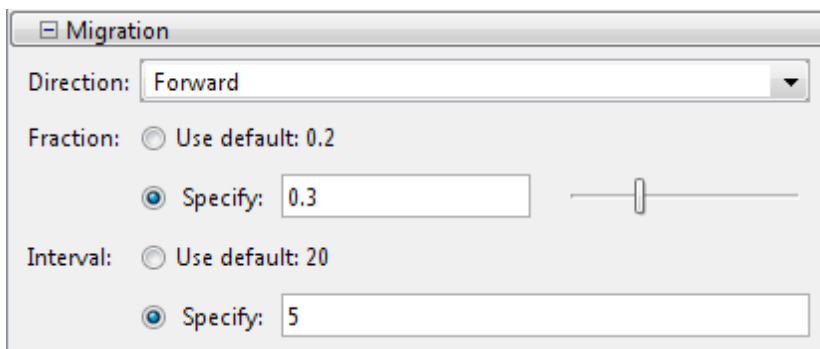 Migration
Direction: Forward
Fraction: Use default: 0.2
Specify: 0.3
Interval: Use default: 20
Specify: 5